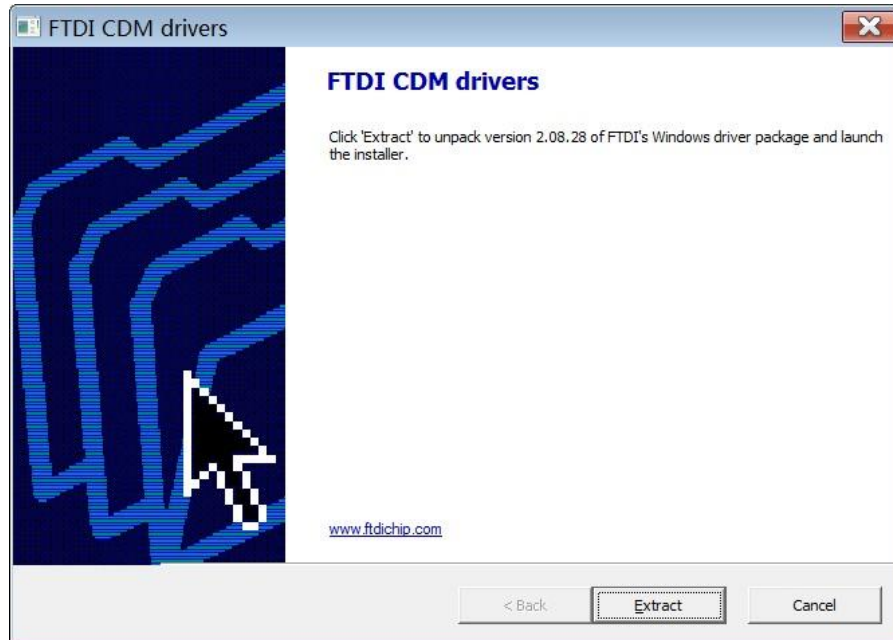 FTDI CDM drivers
FTDI CDM drivers
Click 'Extract' to unpack version 2.08.28 of FTDI's Windows driver package and launch
the installer.
www.ftdichip.com
< Back
Extract
Cancel